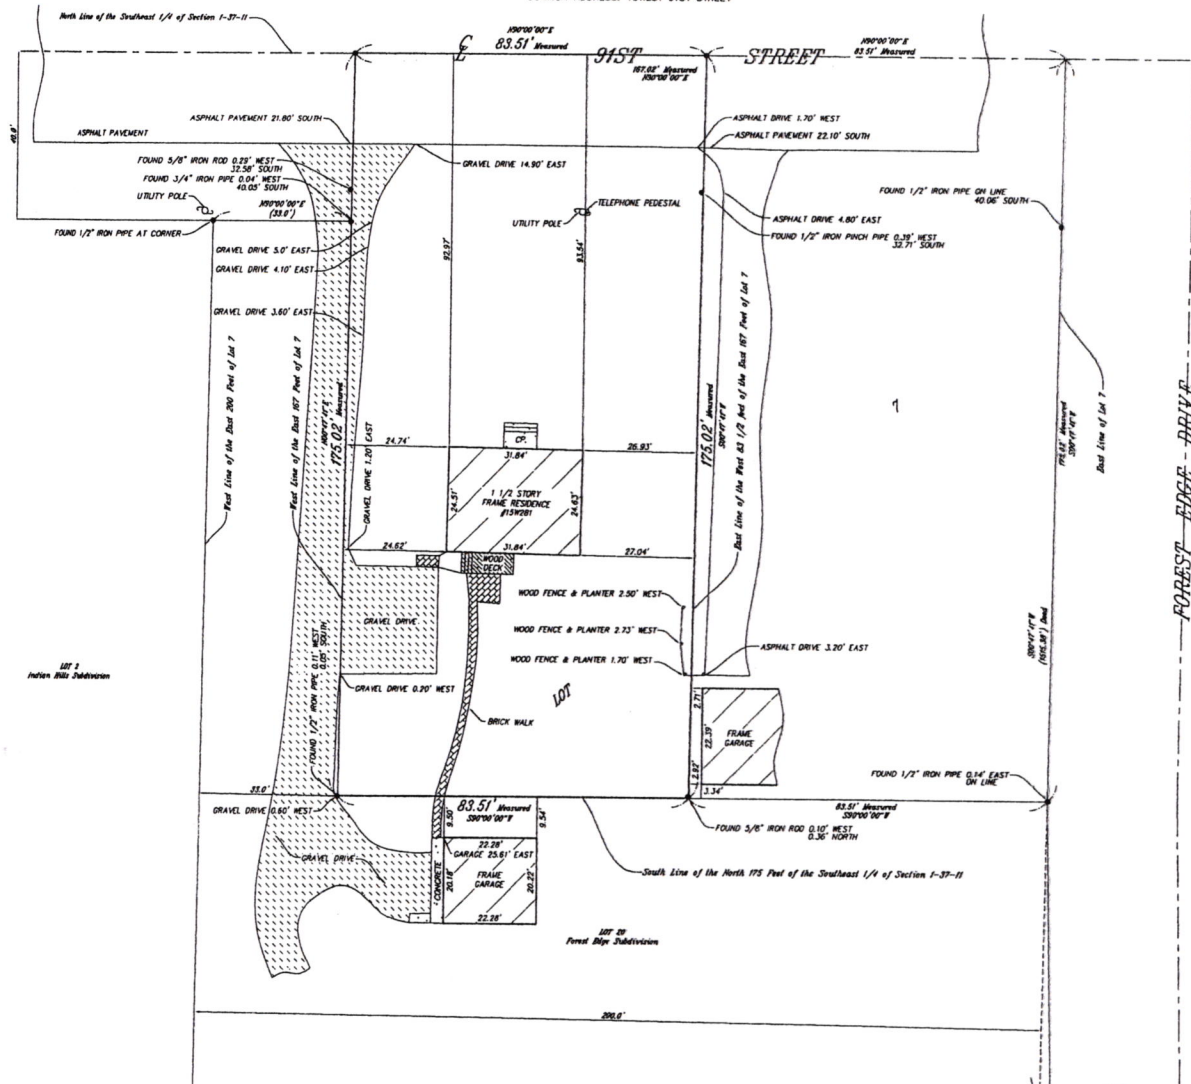 North Line of the Southeast 1/4 of Section 1-37-11
N90°00'00"E
83.51' Measured
℄ 91ST STREET
167.02' Measured
N90°00'00"E
N90°00'00"E
83.51' Measured
40.0'
ASPHALT PAVEMENT
ASPHALT PAVEMENT 21.80' SOUTH
ASPHALT DRIVE 1.70' WEST
ASPHALT PAVEMENT 22.10' SOUTH
GRAVEL DRIVE 14.90' EAST
FOUND 5/8" IRON ROD 0.29' WEST
32.58' SOUTH
FOUND 3/4" IRON PIPE 0.04' WEST
40.05' SOUTH
UTILITY POLE
N90°00'00"E
(33.0')
FOUND 1/2" IRON PIPE AT CORNER
TELEPHONE PEDESTAL
UTILITY POLE
FOUND 1/2" IRON PIPE ON LINE
40.06' SOUTH
ASPHALT DRIVE 4.80' EAST
FOUND 1/2" IRON PINCH PIPE 0.39' WEST
32.71' SOUTH
GRAVEL DRIVE 5.0' EAST
GRAVEL DRIVE 4.10' EAST
GRAVEL DRIVE 3.60' EAST
92.97'
93.54'
West Line of the East 200 Feet of Lot 7
West Line of the East 167 Feet of Lot 7
175.02' Measured
GRAVEL DRIVE 1.20' EAST
175.02' Measured
S00°47'47"W
East Line of the West 83 1/2 feet of the East 167 Feet of Lot 7
7
S00°47'47"W
East Line of Lot 7
FOREST EDGE DRIVE
24.74'
CP.
26.93'
31.84'
24.51'
1 1/2 STORY
FRAME RESIDENCE
#15W281
24.63'
24.62'
31.84'
27.04'
WOOD
DECK
WOOD FENCE & PLANTER 2.50' WEST
WOOD FENCE & PLANTER 2.73' WEST
WOOD FENCE & PLANTER 1.70' WEST
ASPHALT DRIVE 3.20' EAST
GRAVEL DRIVE
S00°47'47"W
(1615.38') Deed
LOT 2
Indian Hills Subdivision
FOUND 1/2" IRON PIPE 0.11' WEST
0.05' SOUTH
GRAVEL DRIVE 0.20' WEST
LOT
BRICK WALK
2.71'
22.39'
FRAME
GARAGE
2.92'
3.34'
FOUND 1/2" IRON PIPE 0.14' EAST
ON LINE
33.0'
GRAVEL DRIVE 0.60' WEST
83.51' Measured
S90°00'00"W
9.50'
9.54'
83.51' Measured
S90°00'00"W
FOUND 5/8" IRON ROD 0.10' WEST
0.36' NORTH
22.28'
GARAGE 25.61' EAST
GRAVEL DRIVE
CONCRETE
20.18'
FRAME
GARAGE
20.22'
22.28'
South Line of the North 175 Feet of the Southeast 1/4 of Section 1-37-11
LOT 20
Forest Edge Subdivision
200.0'